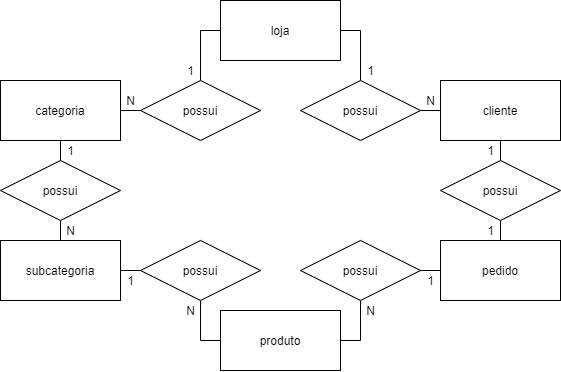 loja
1
1
categoria
N
possui
possui
N
cliente
1
1
possui
possui
N
1
subcategoria
possui
possui
pedido
1
1
N
N
produto